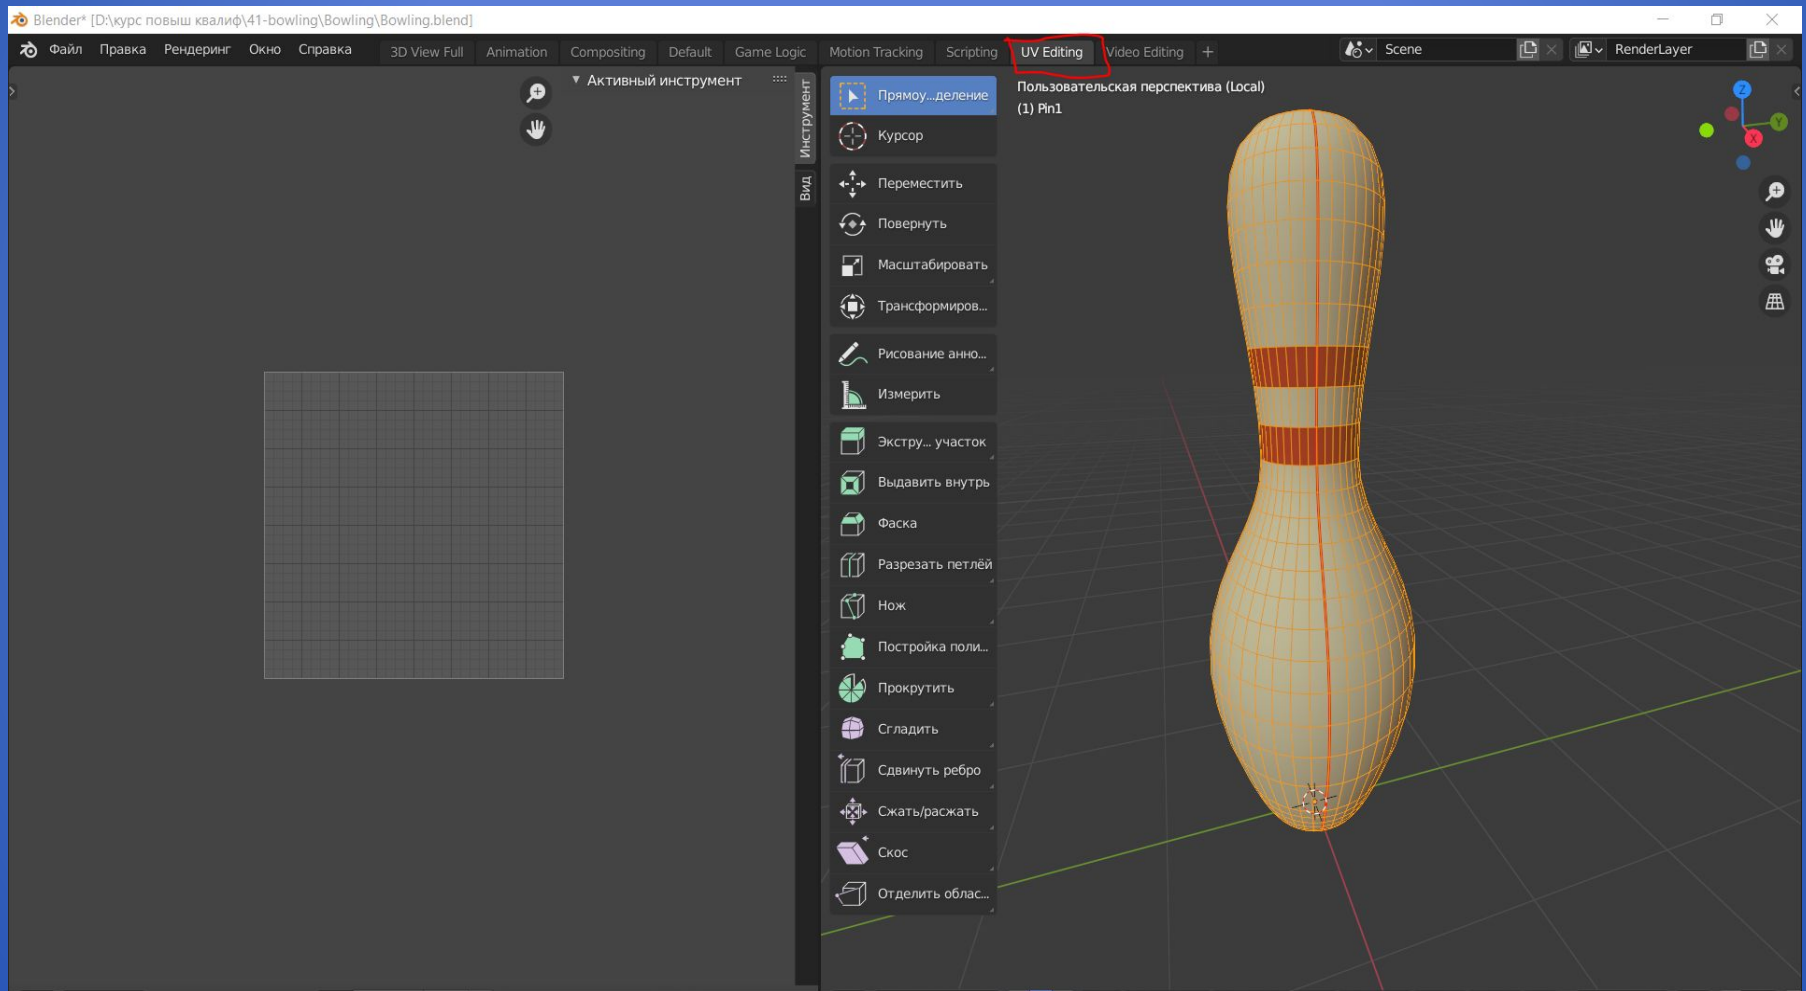 Blender* [D:\курс повыш квалиф\41-bowling\Bowling\Bowling.blend]
Файл Правка Рендеринг Окно Справка 3D View Full Animation Compositing Default Game Logic Motion Tracking Scripting UV Editing Video Editing + Scene RenderLayer
Активный инструмент
Инструмент
Вид
Прямоу...деление
Курсор
Переместить
Повернуть
Масштабировать
Трансформиров...
Рисование анно...
Измерить
Экстру... участок
Выдавить внутрь
Фаска
Разрезать петлёй
Нож
Постройка поли...
Прокрутить
Сгладить
Сдвинуть ребро
Сжать/расжать
Скос
Отделить облас...
Пользовательская перспектива (Local)
(1) Pin1
Z
Y
X